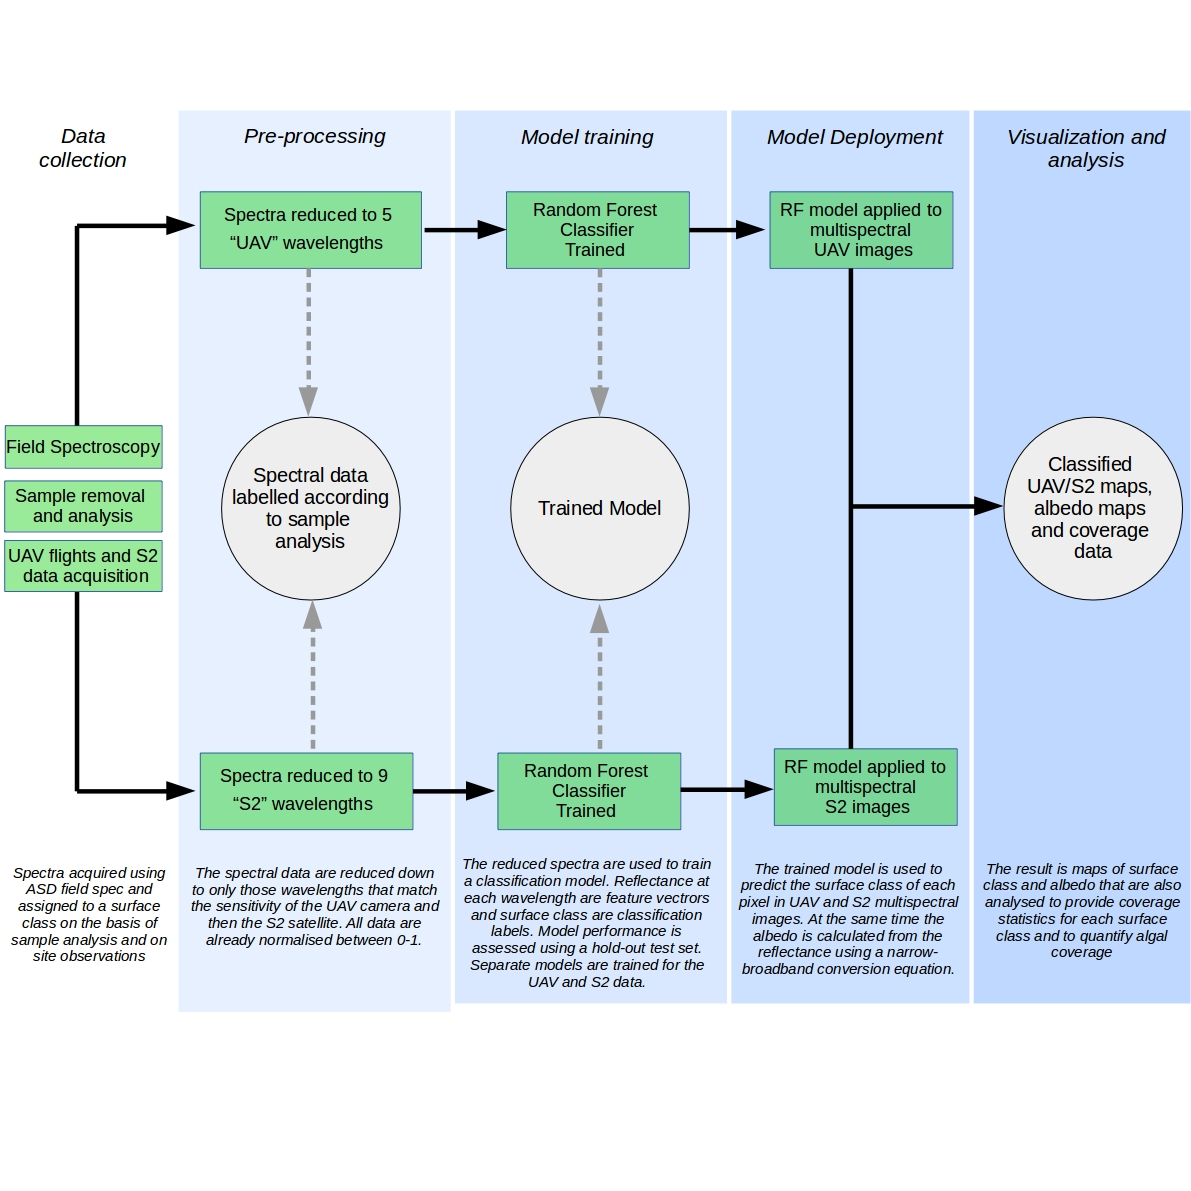 Data
collection
Pre-processing
Model training
Model Deployment
Visualization and
analysis
Spectra reduced to 5
“UAV” wavelengths
Random Forest
Classifier
Trained
RF model applied to
multispectral
UAV images
Field Spectroscopy
Sample removal
and analysis
UAV flights and S2
data acquisition
Spectral data
labelled according
to sample
analysis
Trained Model
Classified
UAV/S2 maps,
albedo maps
and coverage
data
Spectra reduced to 9
“S2” wavelengths
Random Forest
Classifier
Trained
RF model applied to
multispectral
S2 images
Spectra acquired using
ASD field spec and
assigned to a surface
class on the basis of
sample analysis and on
site observations
The spectral data are reduced down
to only those wavelengths that match
the sensitivity of the UAV camera and
then the S2 satellite. All data are
already normalised between 0-1.
The reduced spectra are used to train
a classification model. Reflectance at
each wavelength are feature vectrors
and surface class are classification
labels. Model performance is
assessed using a hold-out test set.
Separate models are trained for the
UAV and S2 data.
The trained model is used to
predict the surface class of each
pixel in UAV and S2 multispectral
images. At the same time the
albedo is calculated from the
reflectance using a narrow-
broadband conversion equation.
The result is maps of surface
class and albedo that are also
analysed to provide coverage
statistics for each surface
class and to quantify algal
coverage